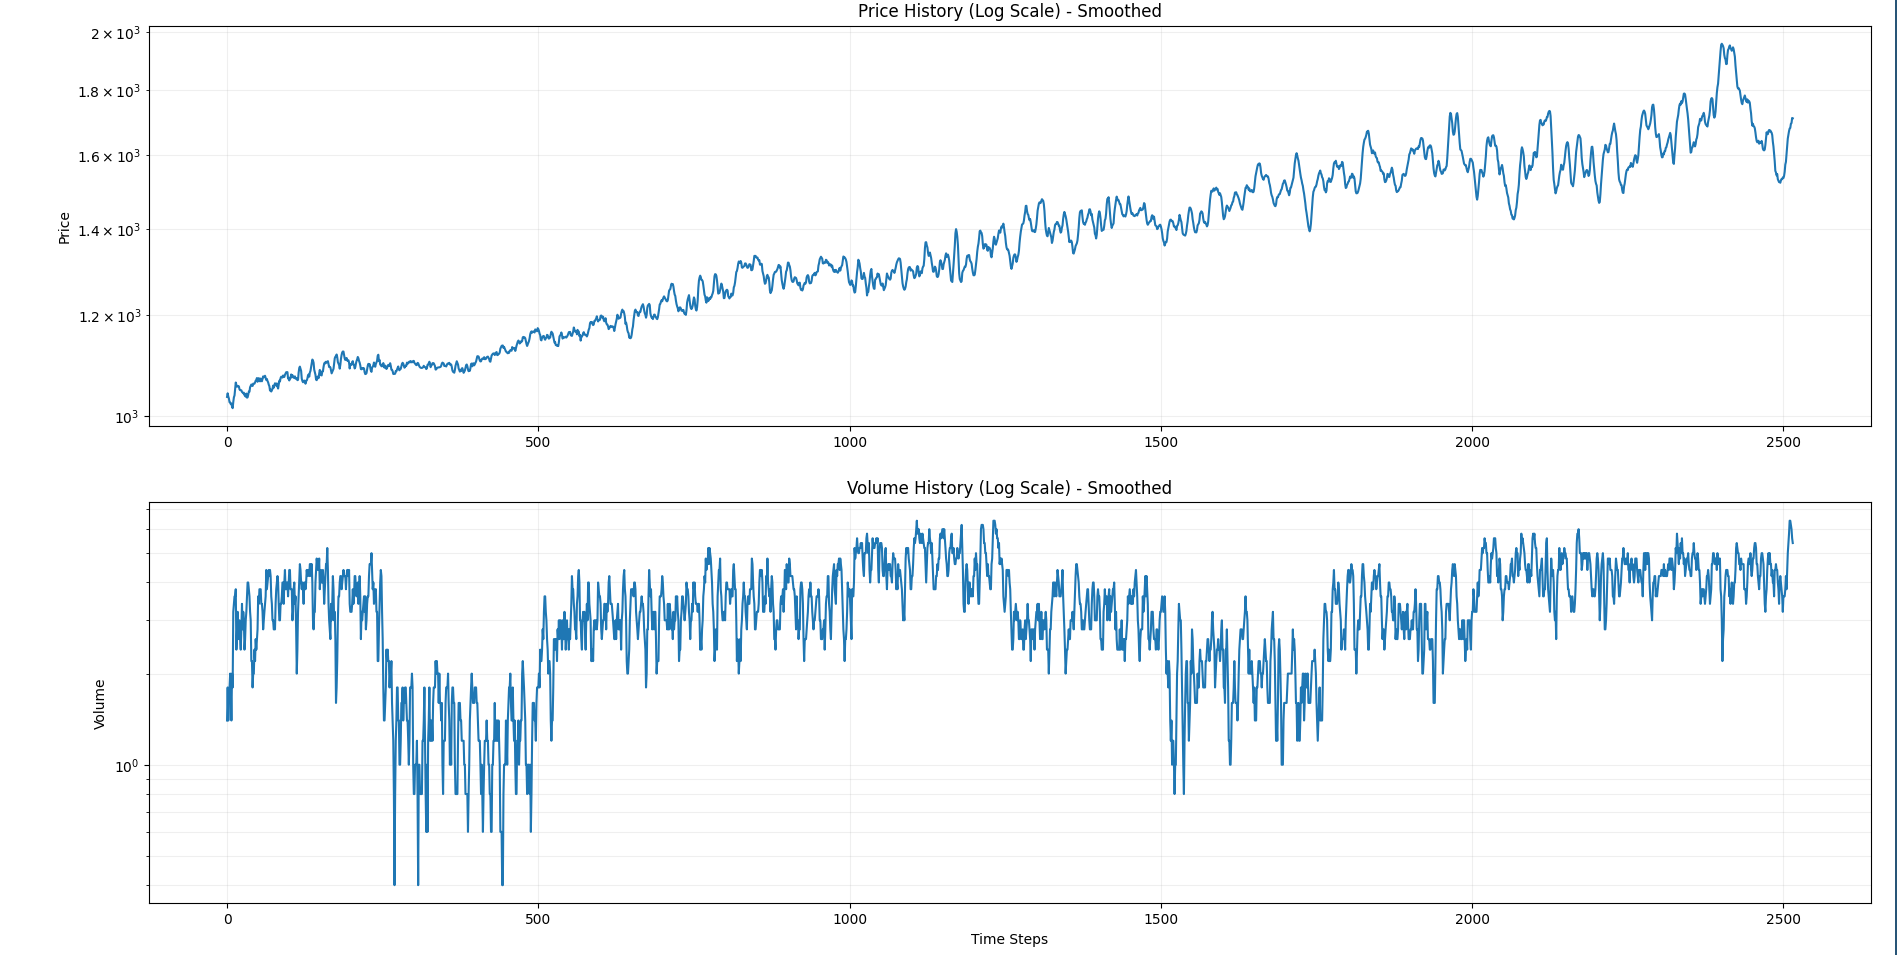 Price History (Log Scale) - Smoothed
2 × 10³
1.8 × 10³
1.6 × 10³
1.4 × 10³
1.2 × 10³
10³
Price
0 500 1000 1500 2000 2500
Volume History (Log Scale) - Smoothed
10⁰
Volume
0 500 1000 1500 2000 2500
Time Steps